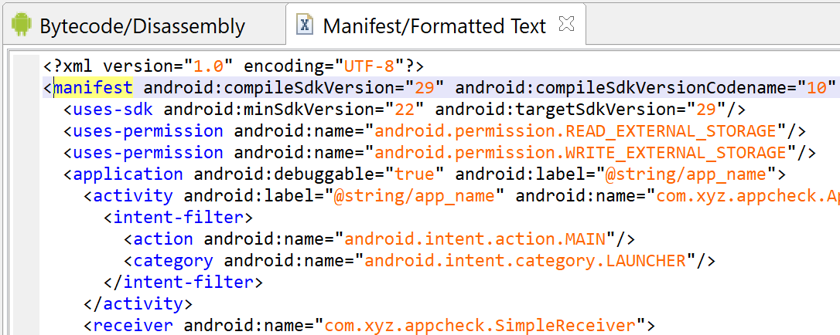 Bytecode/Disassembly
Manifest/Formatted Text
<?xml version="1.0" encoding="UTF-8"?>
<manifest android:compileSdkVersion="29" android:compileSdkVersionCodename="10"
<uses-sdk android:minSdkVersion="22" android:targetSdkVersion="29"/>
<uses-permission android:name="android.permission.READ_EXTERNAL_STORAGE"/>
<uses-permission android:name="android.permission.WRITE_EXTERNAL_STORAGE"/>
<application android:debuggable="true" android:label="@string/app_name">
<activity android:label="@string/app_name" android:name="com.xyz.appcheck.Ap
<intent-filter>
<action android:name="android.intent.action.MAIN"/>
<category android:name="android.intent.category.LAUNCHER"/>
</intent-filter>
</activity>
<receiver android:name="com.xyz.appcheck.SimpleReceiver">